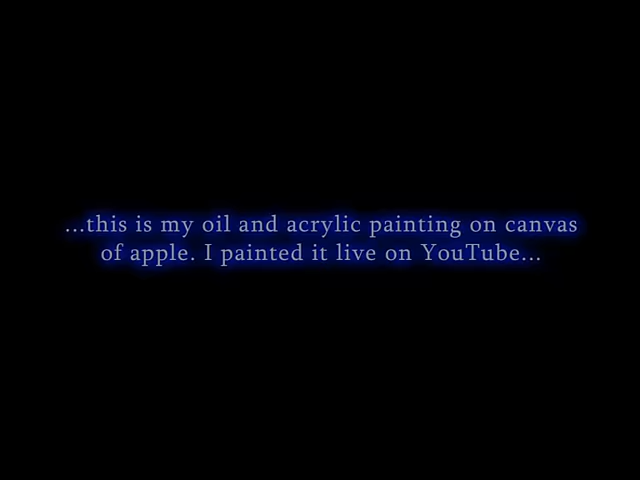 ...this is my oil and acrylic painting on canvas
of apple. I painted it live on YouTube...